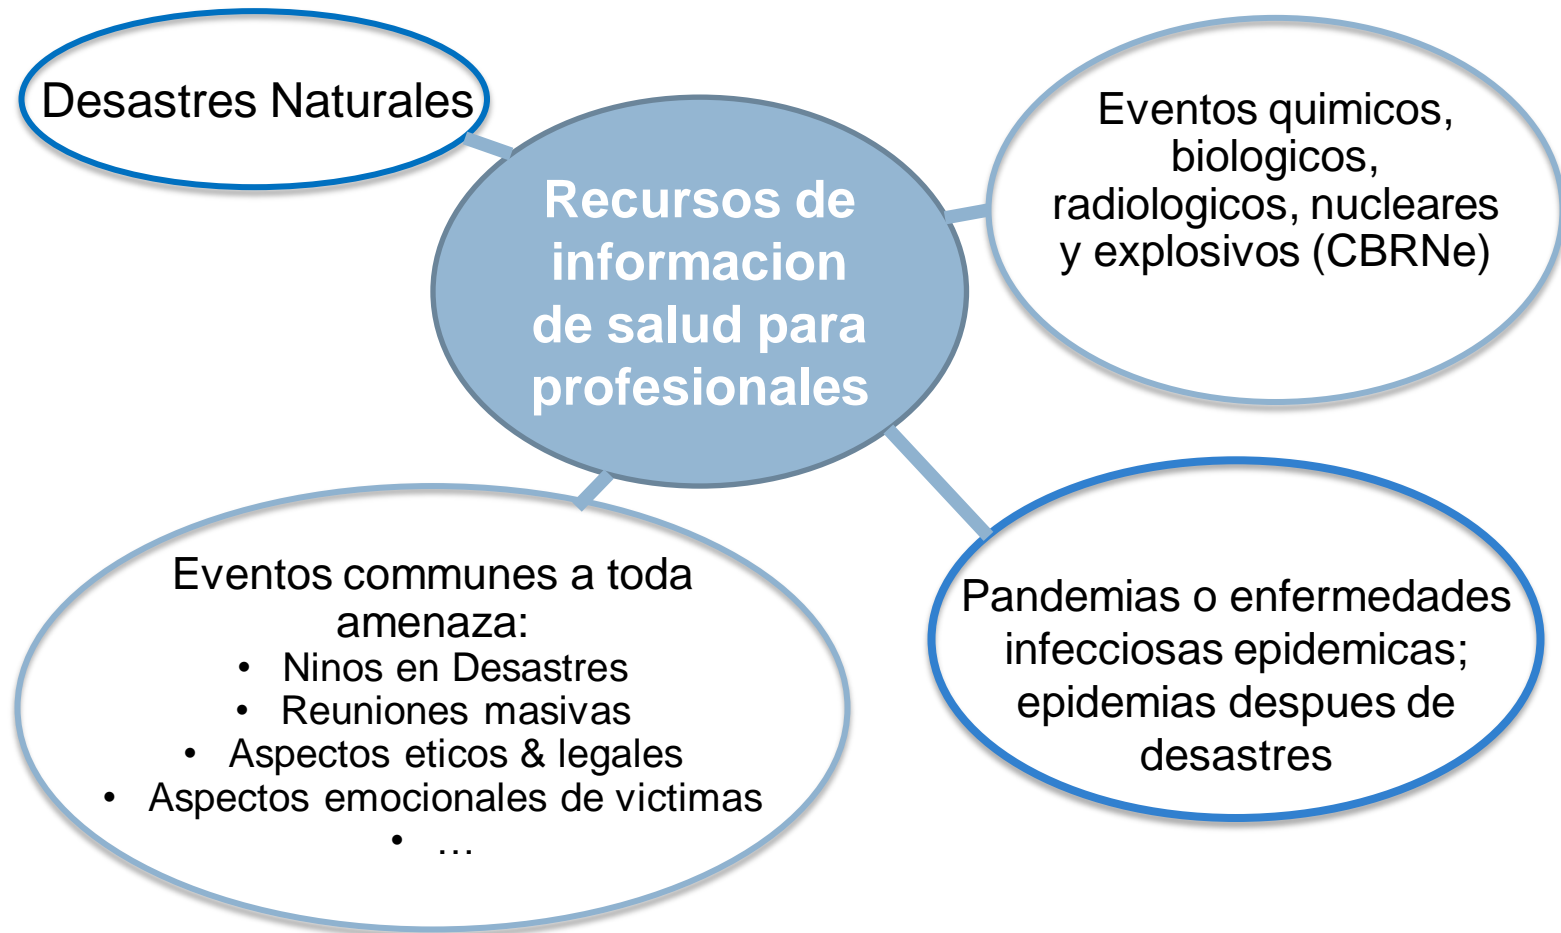 Desastres Naturales
Recursos de
informacion
de salud para
profesionales
Eventos quimicos,
biologicos,
radiologicos, nucleares
y explosivos (CBRNe)
Eventos communes a toda
amenaza:
• Ninos en Desastres
• Reuniones masivas
• Aspectos eticos & legales
• Aspectos emocionales de victimas
• …
Pandemias o enfermedades
infecciosas epidemicas;
epidemias despues de
desastres